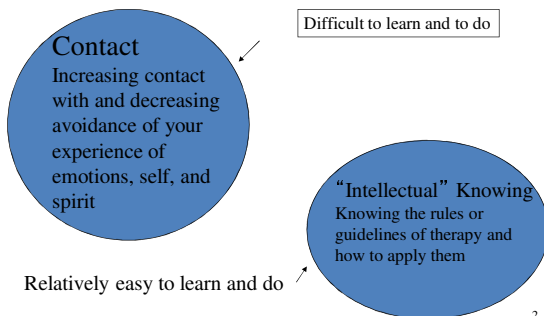 Difficult to learn and to do
Contact
Increasing contact
with and decreasing
avoidance of your
experience of
emotions, self, and
spirit
“Intellectual” Knowing
Knowing the rules or
guidelines of therapy and
how to apply them
Relatively easy to learn and do
2